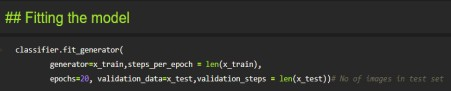 ## Fitting the model
classifier.fit_generator(
generator=x_train,steps_per_epoch = len(x_train),
epochs=20, validation_data=x_test,validation_steps = len(x_test))# No of images in test set